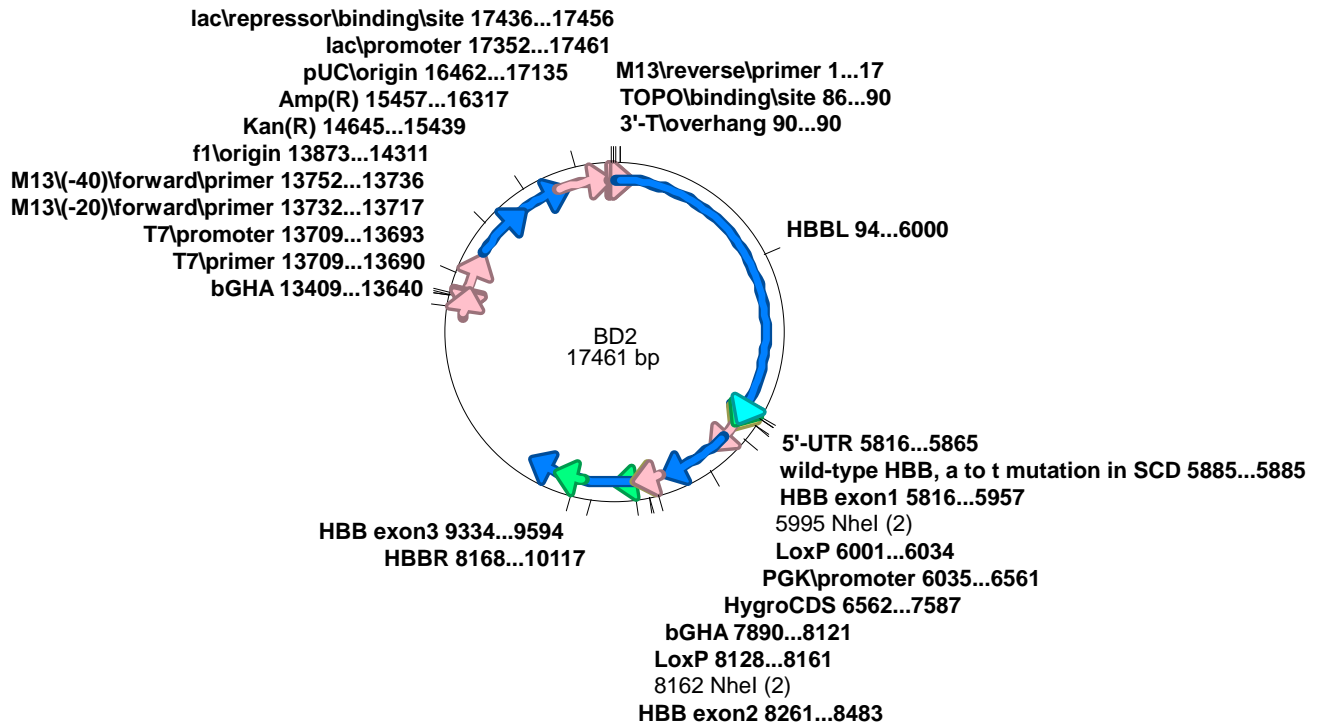 lac\repressor\binding\site 17436...17456
lac\promoter 17352...17461
pUC\origin 16462...17135
Amp(R) 15457...16317
Kan(R) 14645...15439
f1\origin 13873...14311
M13\(-40)\forward\primer 13752...13736
M13\(-20)\forward\primer 13732...13717
T7\promoter 13709...13693
T7\primer 13709...13690
bGHA 13409...13640
M13\reverse\primer 1...17
TOPO\binding\site 86...90
3'-T\overhang 90...90
HBBL 94...6000
BD2
17461 bp
5'-UTR 5816...5865
wild-type HBB, a to t mutation in SCD 5885...5885
HBB exon1 5816...5957
5995 NheI (2)
LoxP 6001...6034
PGK\promoter 6035...6561
HygroCDS 6562...7587
bGHA 7890...8121
LoxP 8128...8161
8162 NheI (2)
HBB exon2 8261...8483
HBB exon3 9334...9594
HBBR 8168...10117